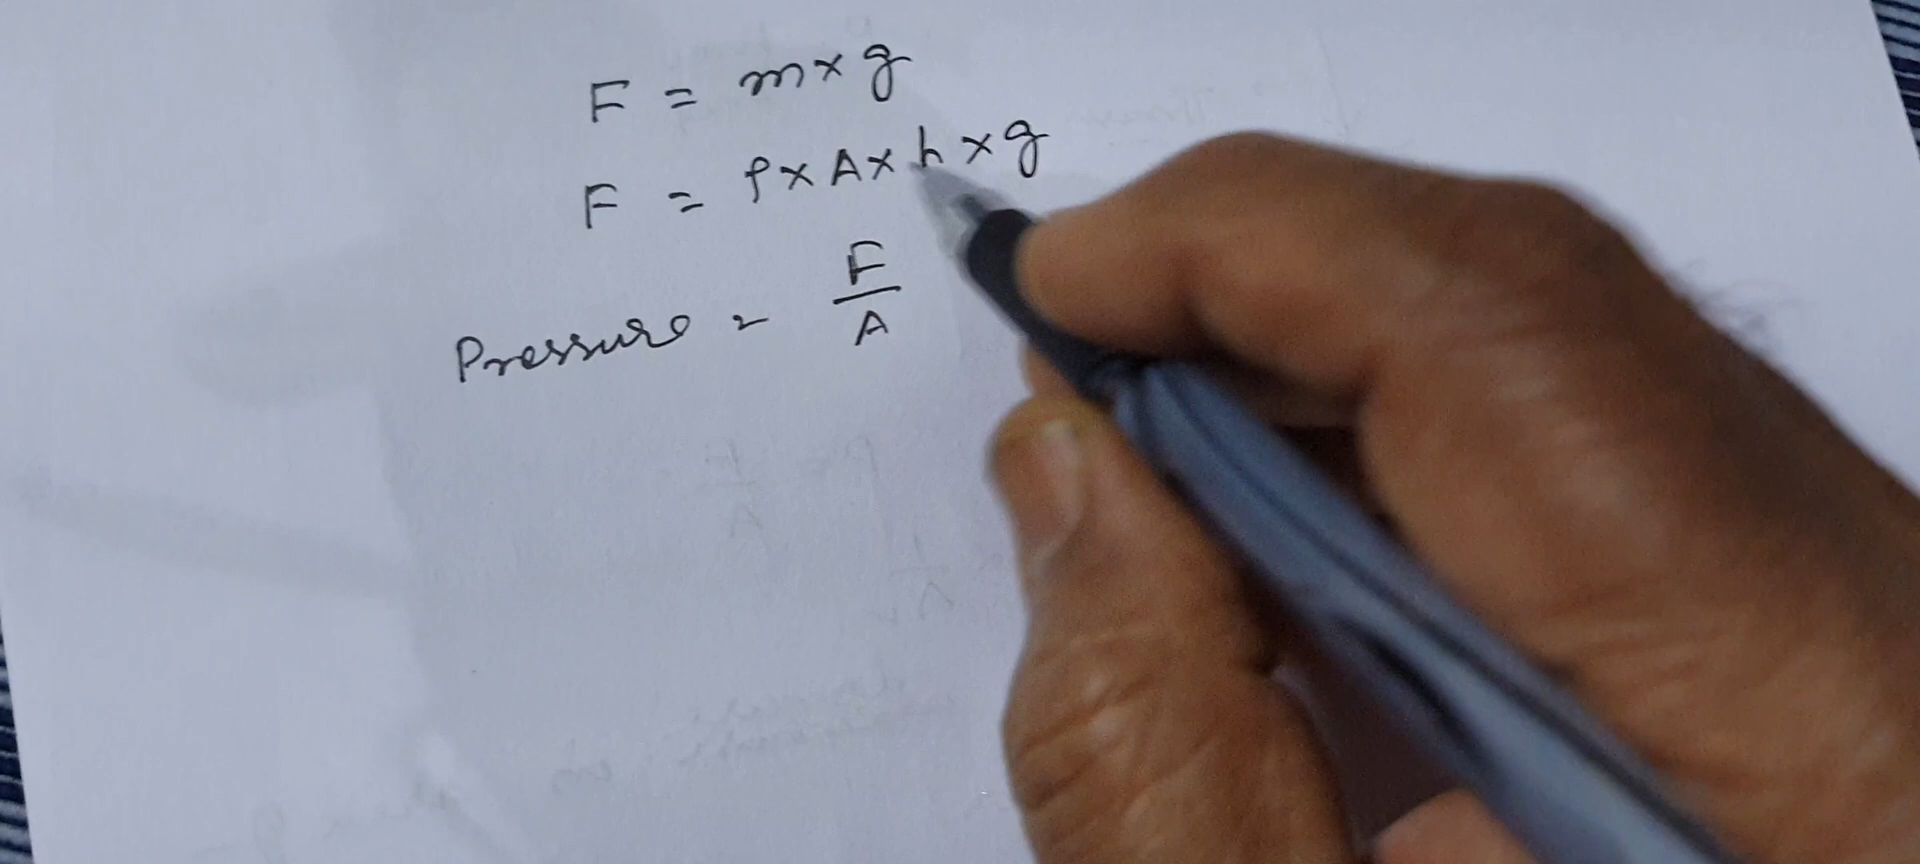 F = m × g
F = ρ × A × h × g
Pressure = F/A